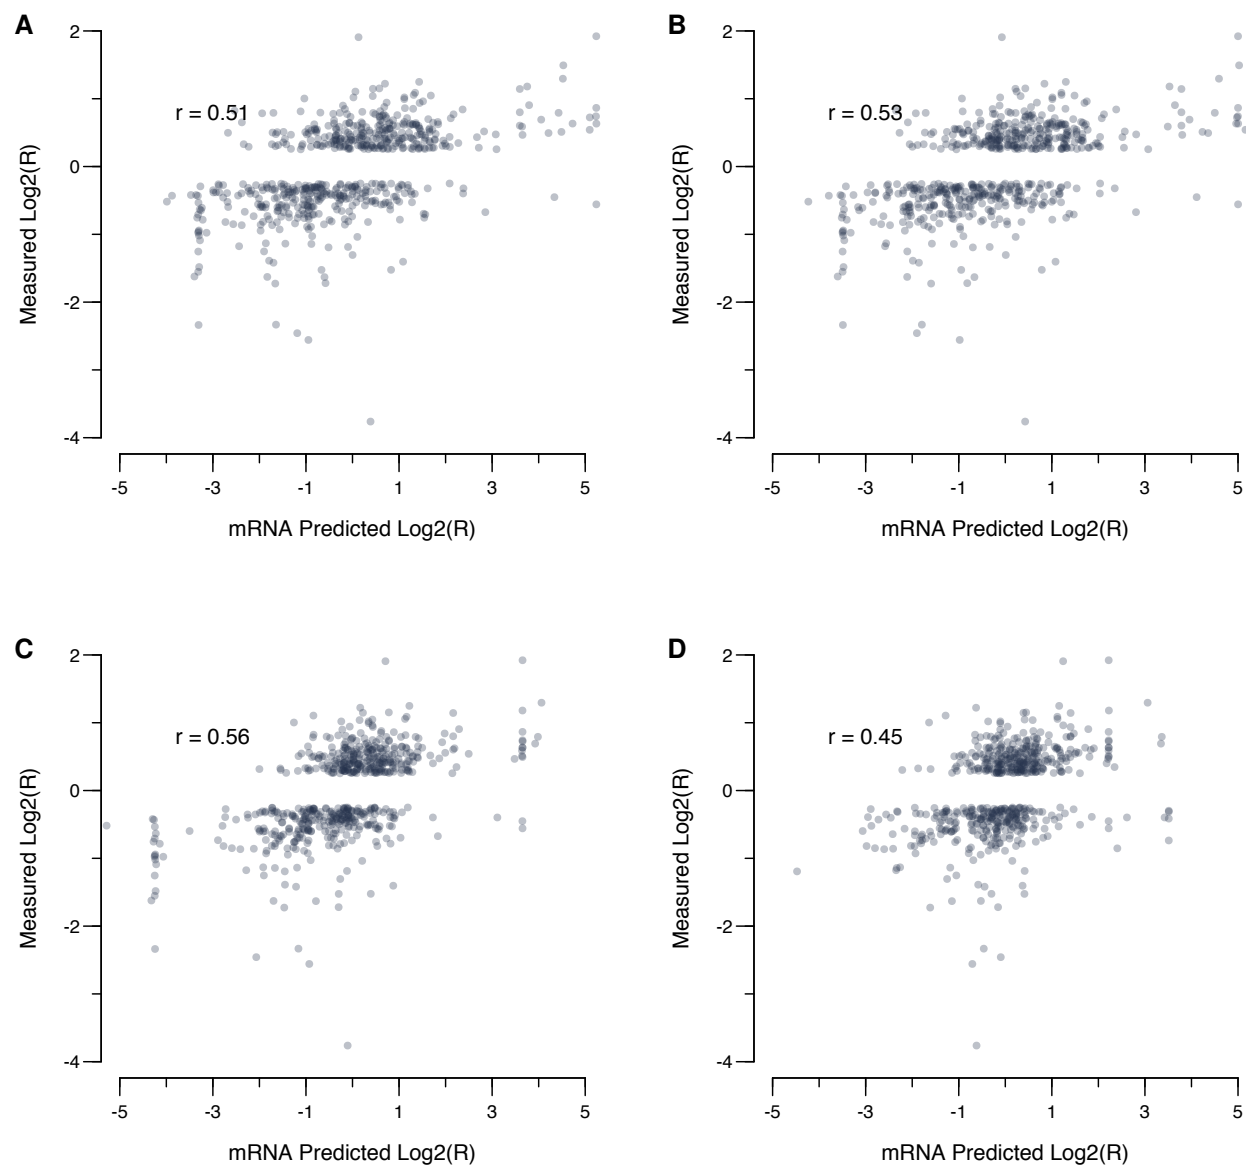 A
B
2
0
-2
-4
Measured Log2(R)
r = 0.51
-5 -3 -1 1 3 5
mRNA Predicted Log2(R)
2
0
-2
-4
Measured Log2(R)
r = 0.53
-5 -3 -1 1 3 5
mRNA Predicted Log2(R)
C
D
2
0
-2
-4
Measured Log2(R)
r = 0.56
-5 -3 -1 1 3 5
mRNA Predicted Log2(R)
2
0
-2
-4
Measured Log2(R)
r = 0.45
-5 -3 -1 1 3 5
mRNA Predicted Log2(R)